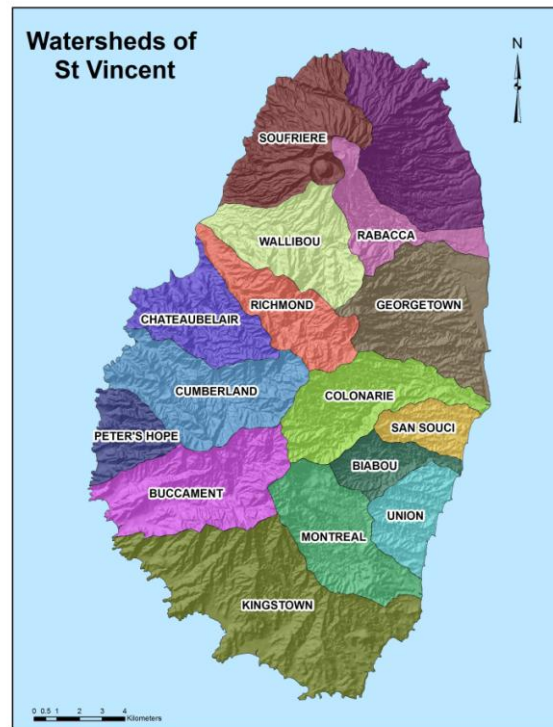 Watersheds of
St Vincent
N
SOUFRIERE
RABACCA
WALLIBOU
RICHMOND
GEORGETOWN
CHATEAUBELAIR
CUMBERLAND
COLONARIE
PETER'S HOPE
SAN SOUCI
BIABOU
BUCCAMENT
UNION
MONTREAL
KINGSTOWN
0 0.5 1 2 3 4
Kilometers